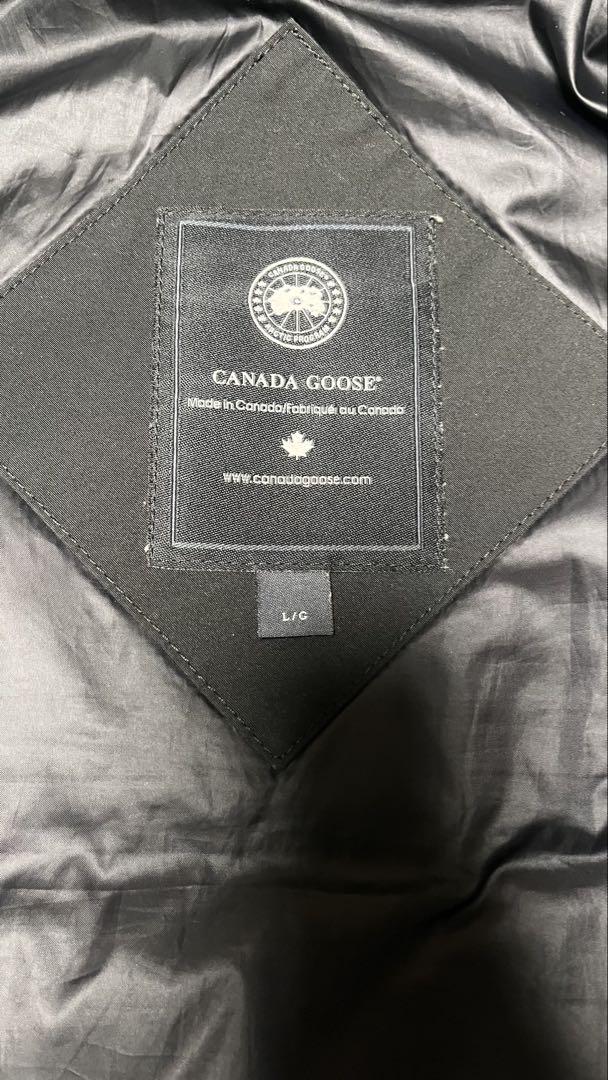 CANADA GOOSE
ARCTIC PROGRAM
CANADA GOOSE®
Made in Canada/Fabriqué au Canada
www.canadagoose.com
L/G